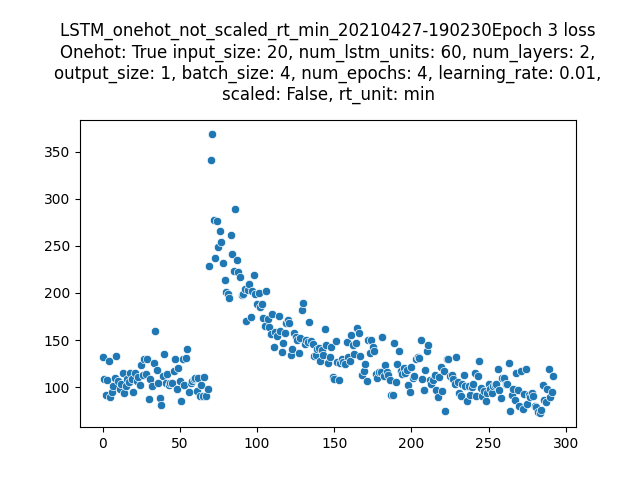 LSTM_onehot_not_scaled_rt_min_20210427-190230Epoch 3 loss
Onehot: True input_size: 20, num_lstm_units: 60, num_layers: 2,
output_size: 1, batch_size: 4, num_epochs: 4, learning_rate: 0.01,
scaled: False, rt_unit: min
350
300
250
200
150
100
0 50 100 150 200 250 300